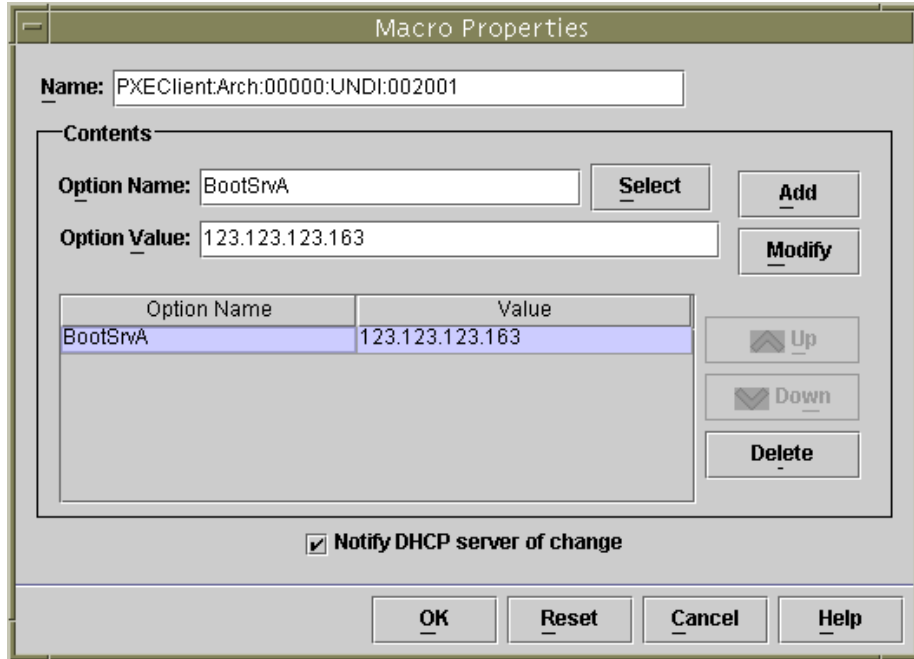 Macro Properties
Name: PXEClient:Arch:00000:UNDI:002001
Contents
Option Name: BootSrvA Select Add
Option Value: 123.123.123.163 Modify
Option Name Value
BootSrvA 123.123.123.163
Up
Down
Delete
Notify DHCP server of change
OK Reset Cancel Help